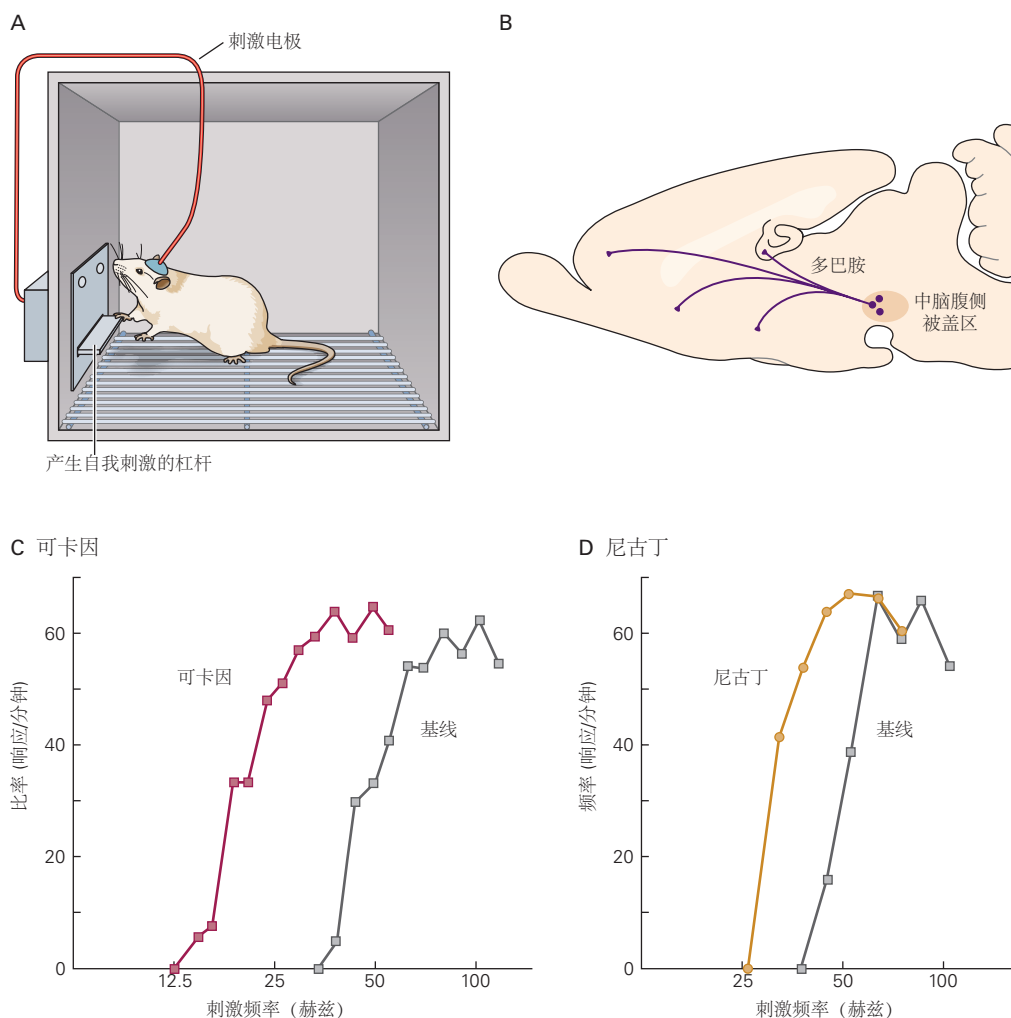 A
刺激电极
产生自我刺激的杠杆
B
多巴胺
中脑腹侧
被盖区
C 可卡因
比率 (响应/分钟)
60
40
20
0
可卡因
基线
12.5 25 50 100
刺激频率 (赫兹)
D 尼古丁
频率 (响应/分钟)
60
40
20
0
尼古丁
基线
25 50 100
刺激频率 (赫兹)